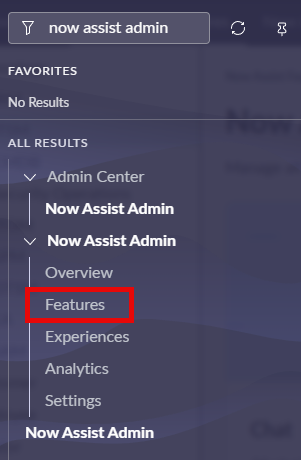 now assist admin
FAVORITES
No Results
ALL RESULTS
Admin Center
Now Assist Admin
Now Assist Admin
Overview
Features
Experiences
Analytics
Settings
Now Assist Admin